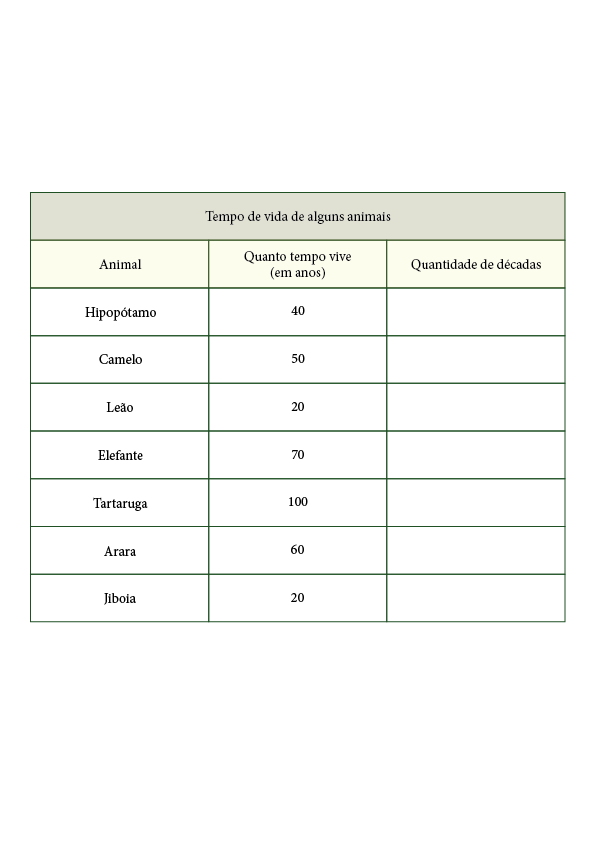 Tempo de vida de alguns animais
Animal
Quanto tempo vive
(em anos)
Quantidade de décadas
Hipopótamo
40
Camelo
50
Leão
20
Elefante
70
Tartaruga
100
Arara
60
Jiboia
20